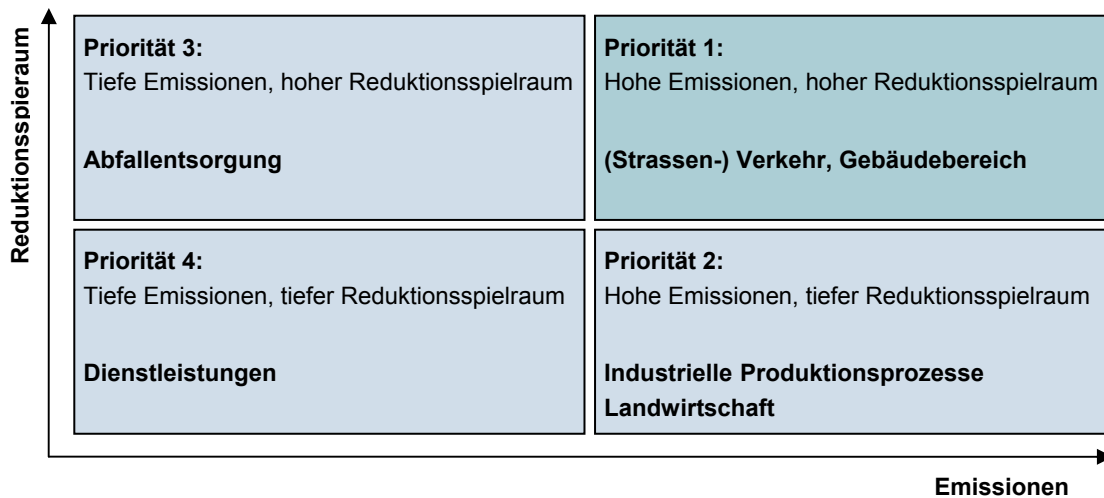 Reduktionsspieraum
Priorität 3:
Tiefe Emissionen, hoher Reduktionsspielraum
Abfallentsorgung
Priorität 1:
Hohe Emissionen, hoher Reduktionsspielraum
(Strassen-) Verkehr, Gebäudebereich
Priorität 4:
Tiefe Emissionen, tiefer Reduktionsspielraum
Dienstleistungen
Priorität 2:
Hohe Emissionen, tiefer Reduktionsspielraum
Industrielle Produktionsprozesse
Landwirtschaft
Emissionen